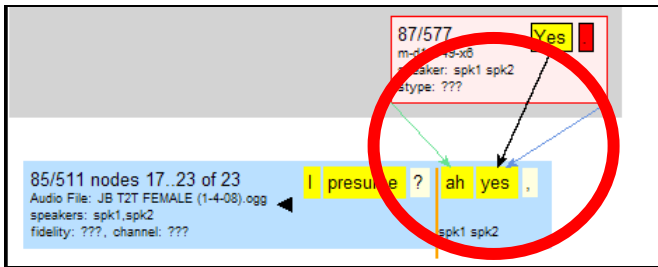 87/577
Yes
speaker: spk1 spk2
stype: ???
85/511 nodes 17..23 of 23
Audio File: JB T2T FEMALE (1-4-08).ogg
speakers: spk1,spk2
fidelity: ???, channel: ???
I presume ? ah yes ,
spk1 spk2